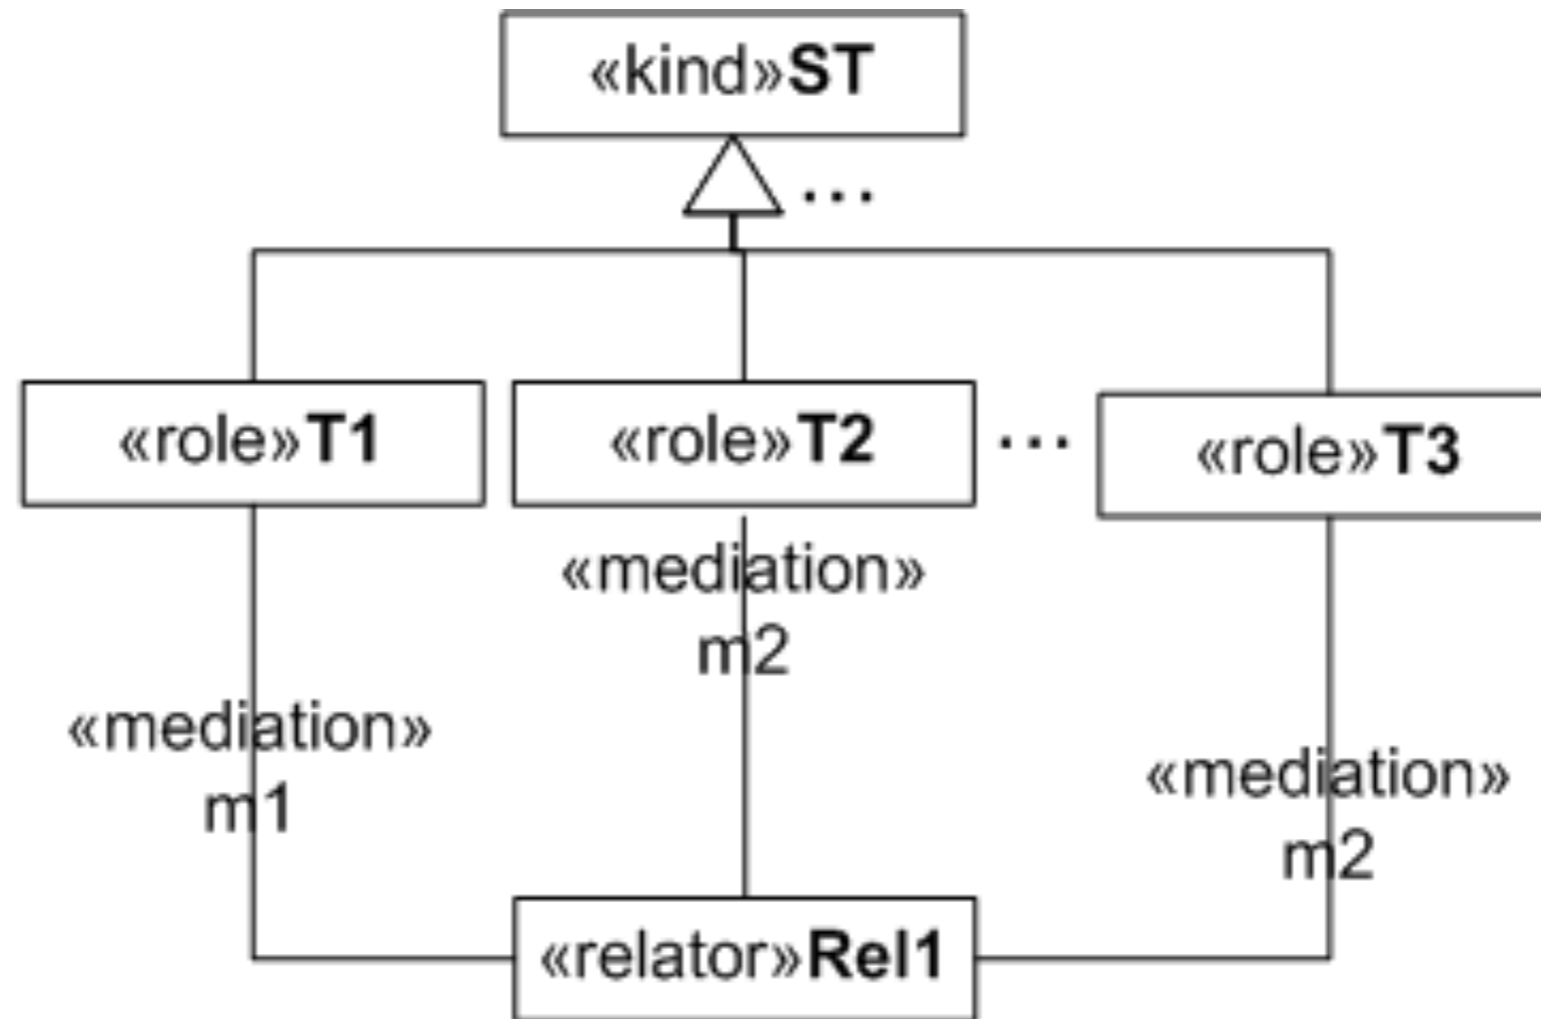 «kind»ST
...
«role»T1
«role»T2
...
«role»T3
«mediation»
m2
«mediation»
m1
«mediation»
m2
«relator»Rel1